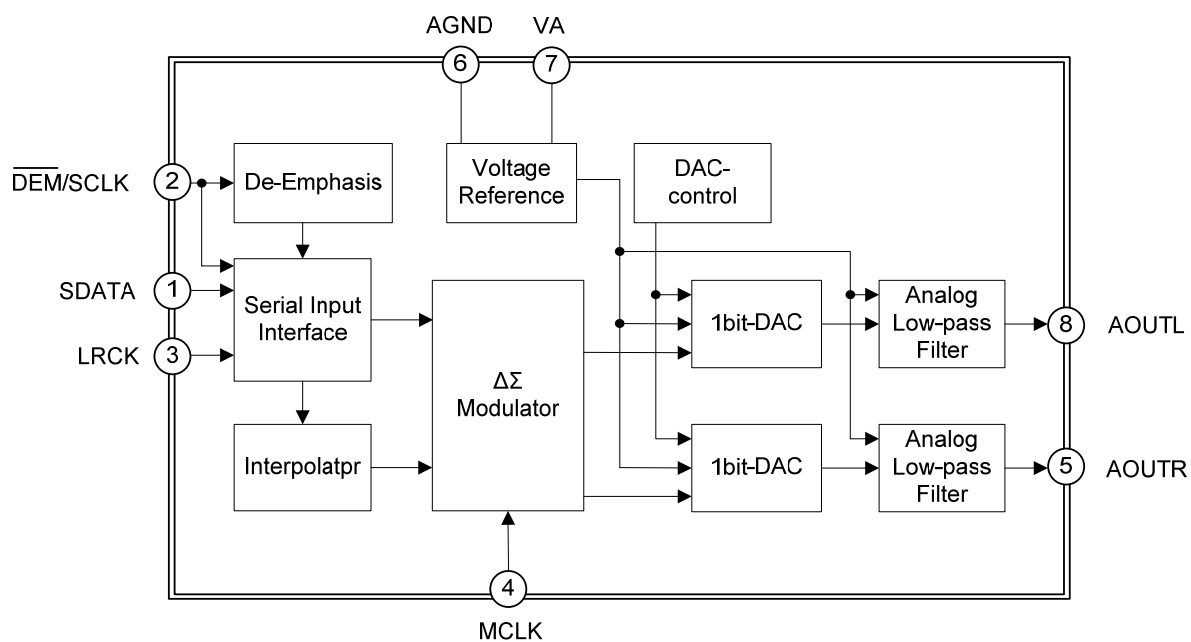 AGND
VA
6
7
DEM/SCLK
2
De-Emphasis
Voltage
Reference
DAC-
control
SDATA
1
Serial Input
Interface
LRCK
3
ΔΣ
Modulator
1bit-DAC
Analog
Low-pass
Filter
8
AOUTL
Interpolatpr
1bit-DAC
Analog
Low-pass
Filter
5
AOUTR
4
MCLK